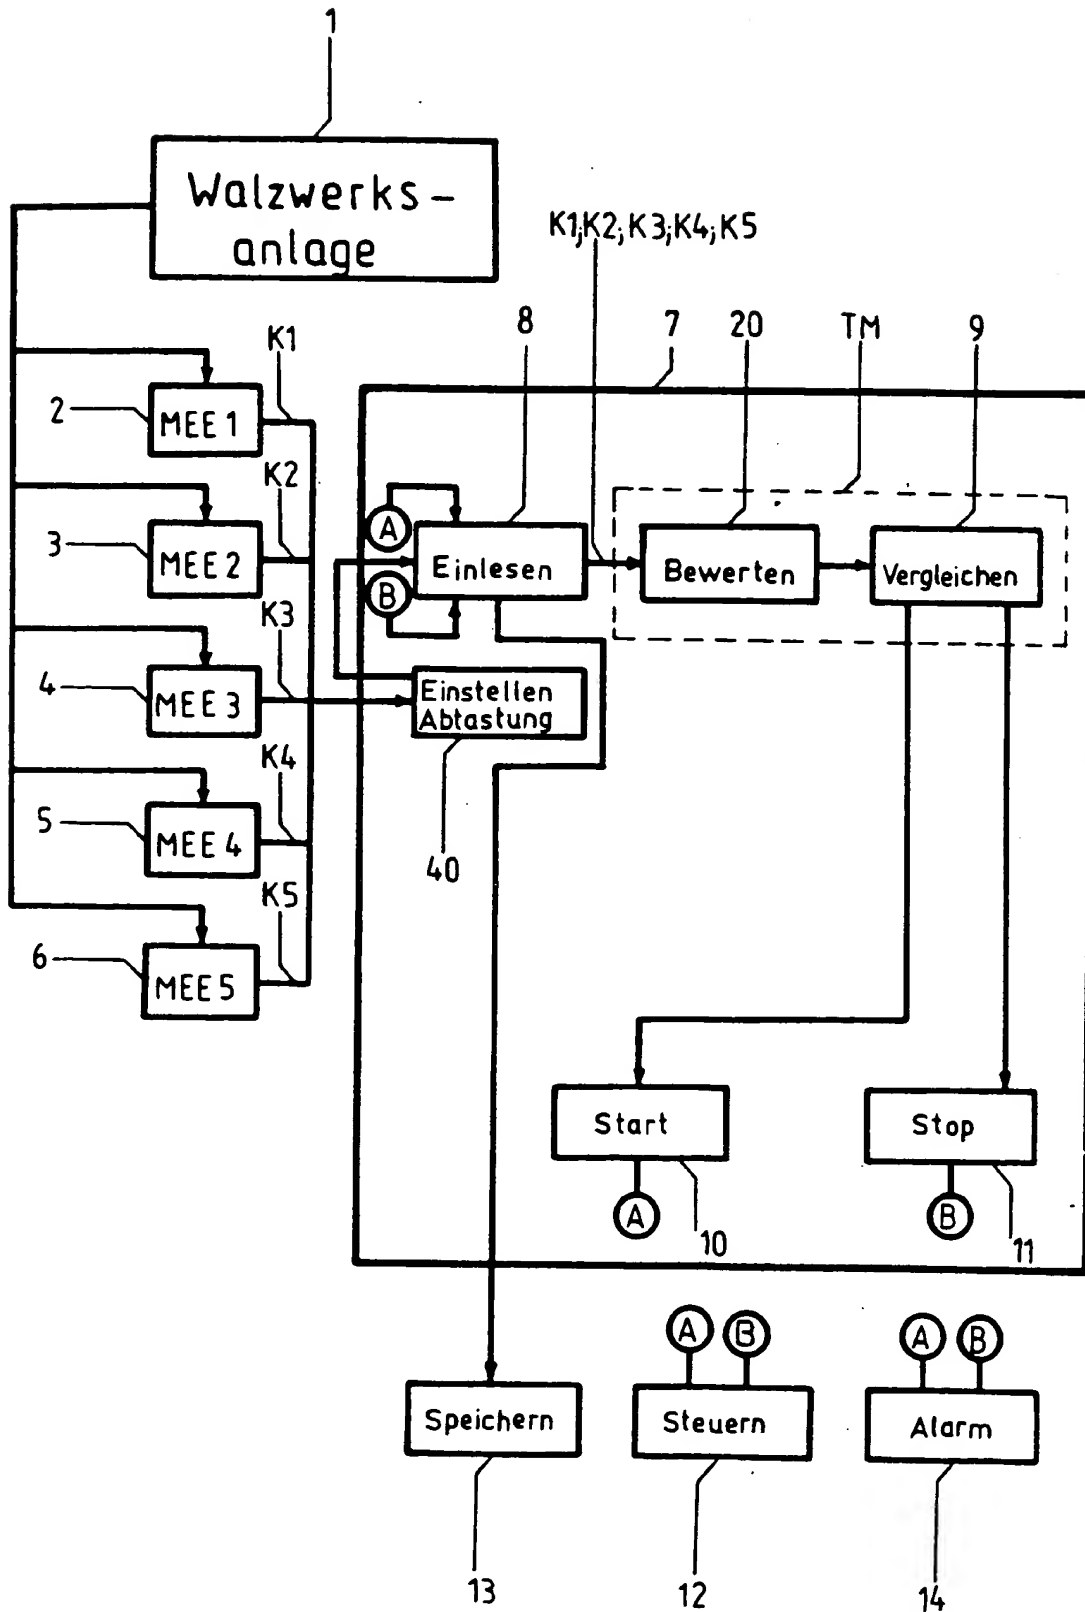 1
Walzwerks-
anlage
K1;K2;K3;K4;K5
8
7
20
TM
9
K1
2
MEE 1
K2
3
MEE 2
A
Einlesen
Bewerten
Vergleichen
B
K3
4
MEE 3
Einstellen
Abtastung
K4
5
MEE 4
40
K5
6
MEE 5
Start
Stop
A
B
10
11
A
B
A
B
Speichern
Steuern
Alarm
13
12
14